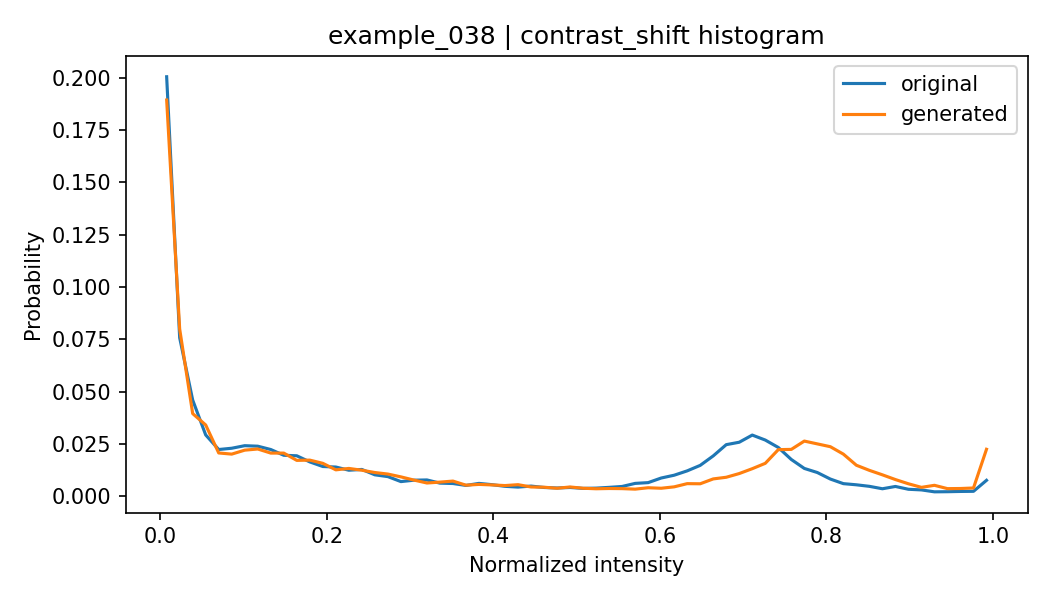 example_038 | contrast_shift histogram
original
generated
Probability
0.200
0.175
0.150
0.125
0.100
0.075
0.050
0.025
0.000
0.0 0.2 0.4 0.6 0.8 1.0
Normalized intensity